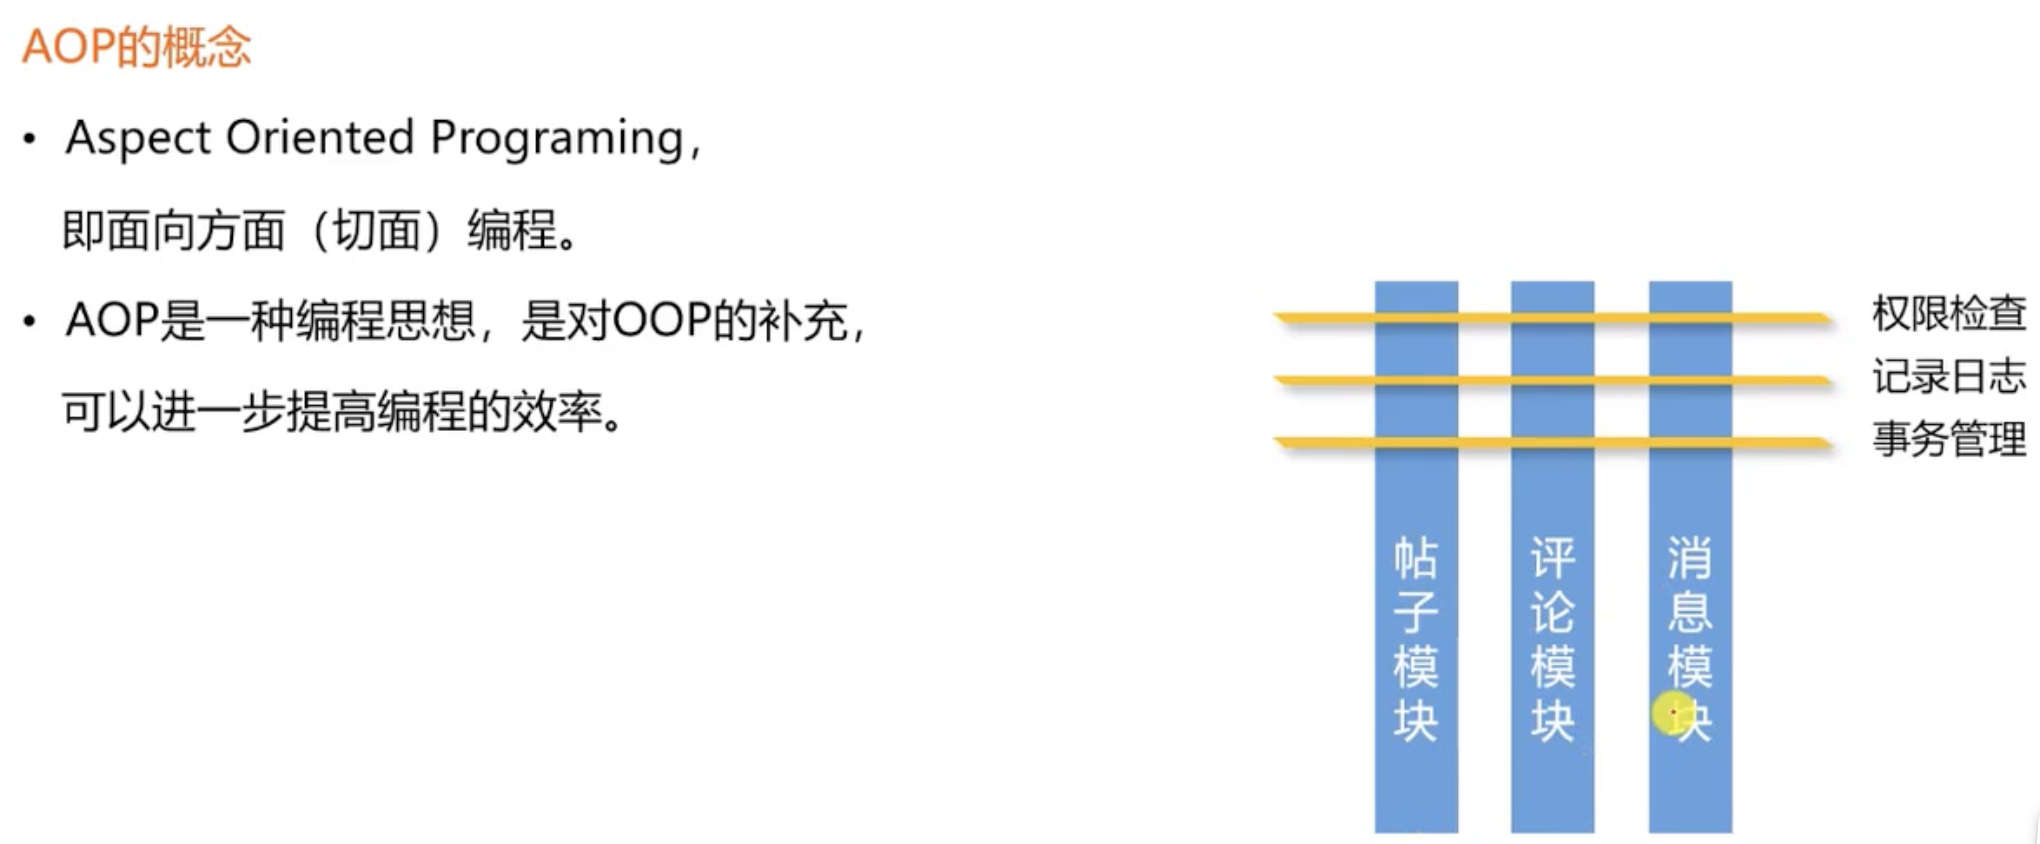 AOP的概念
• Aspect Oriented Programing，
即面向方面（切面）编程。
• AOP是一种编程思想，是对OOP的补充，
可以进一步提高编程的效率。
权限检查
记录日志
事务管理
帖子模块
评论模块
消息模块